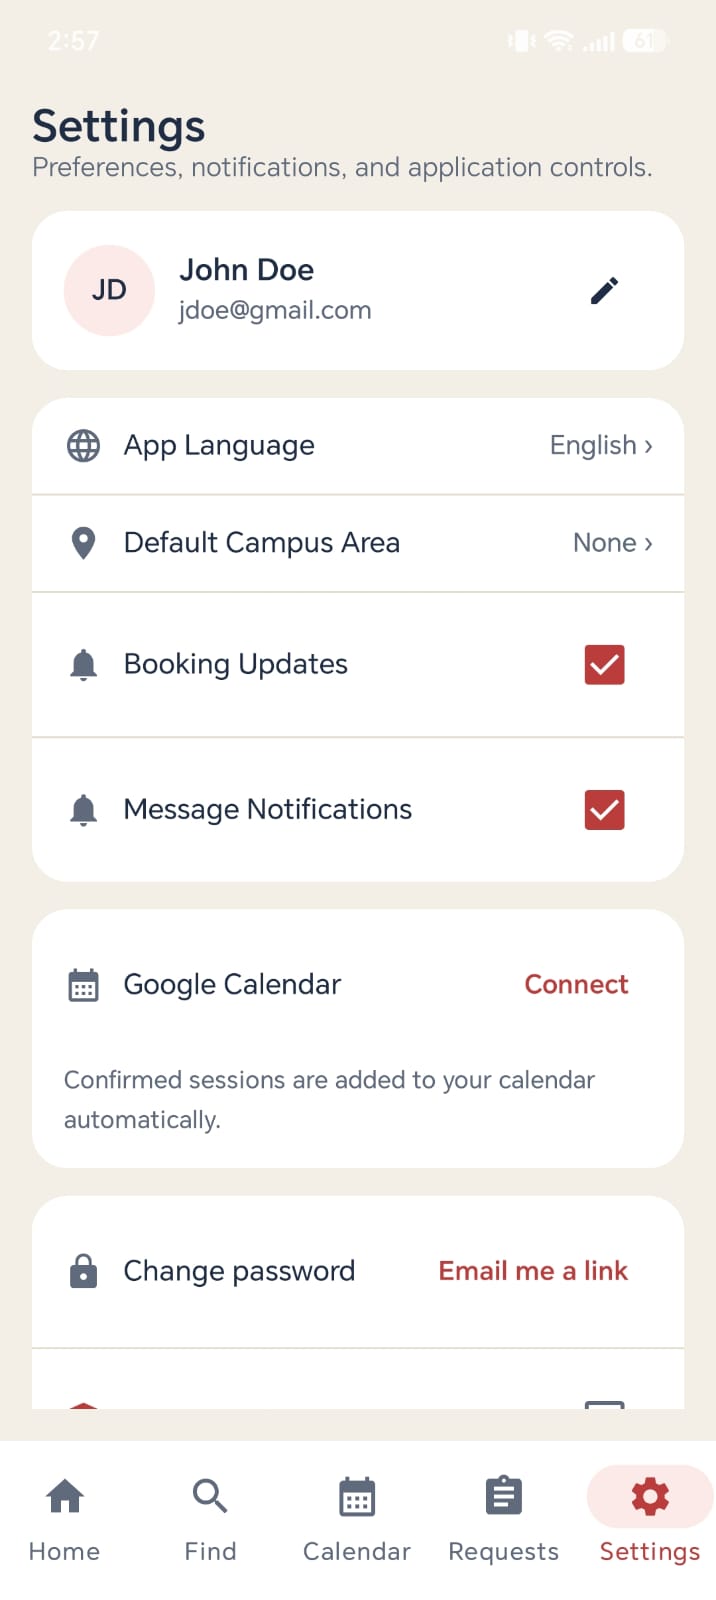 2:57
61
Settings
Preferences, notifications, and application controls.
JD
John Doe
jdoe@gmail.com
App Language English ›
Default Campus Area None ›
Booking Updates
Message Notifications
Google Calendar Connect
Confirmed sessions are added to your calendar
automatically.
Change password Email me a link
Home Find Calendar Requests Settings